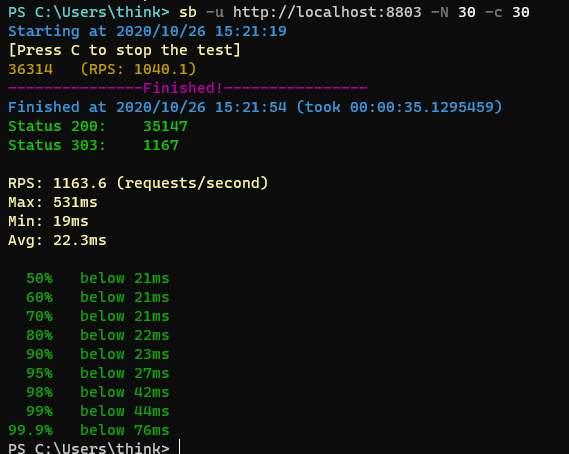 PS C:\Users\think> sb -u http://localhost:8803 -N 30 -c 30
Starting at 2020/10/26 15:21:19
[Press C to stop the test]
36314   (RPS: 1040.1)
---------------Finished!----------------
Finished at 2020/10/26 15:21:54 (took 00:00:35.1295459)
Status 200:    35147
Status 303:    1167
RPS: 1163.6 (requests/second)
Max: 531ms
Min: 19ms
Avg: 22.3ms
50%   below 21ms
60%   below 21ms
70%   below 21ms
80%   below 22ms
90%   below 23ms
95%   below 27ms
98%   below 42ms
99%   below 44ms
99.9%   below 76ms
PS C:\Users\think>